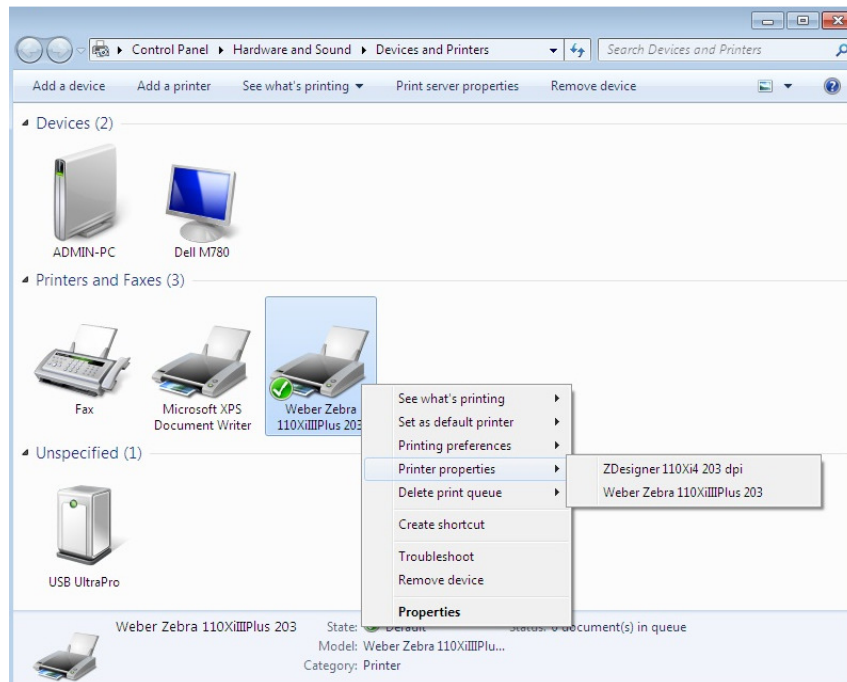 Control Panel ▸ Hardware and Sound ▸ Devices and Printers
Search Devices and Printers
Add a device Add a printer See what's printing Print server properties Remove device
Devices (2)
ADMIN-PC
Dell M780
Printers and Faxes (3)
Fax
Microsoft XPS
Document Writer
Weber Zebra
110XiIIIPlus 203
See what's printing
Set as default printer
Printing preferences
Printer properties
Delete print queue
Create shortcut
Troubleshoot
Remove device
Properties
ZDesigner 110Xi4 203 dpi
Weber Zebra 110XiIIIPlus 203
Unspecified (1)
USB UltraPro
Weber Zebra 110XiIIIPlus 203 State: Default Status: 0 document(s) in queue
Model: Weber Zebra 110XiIIIPlu...
Category: Printer